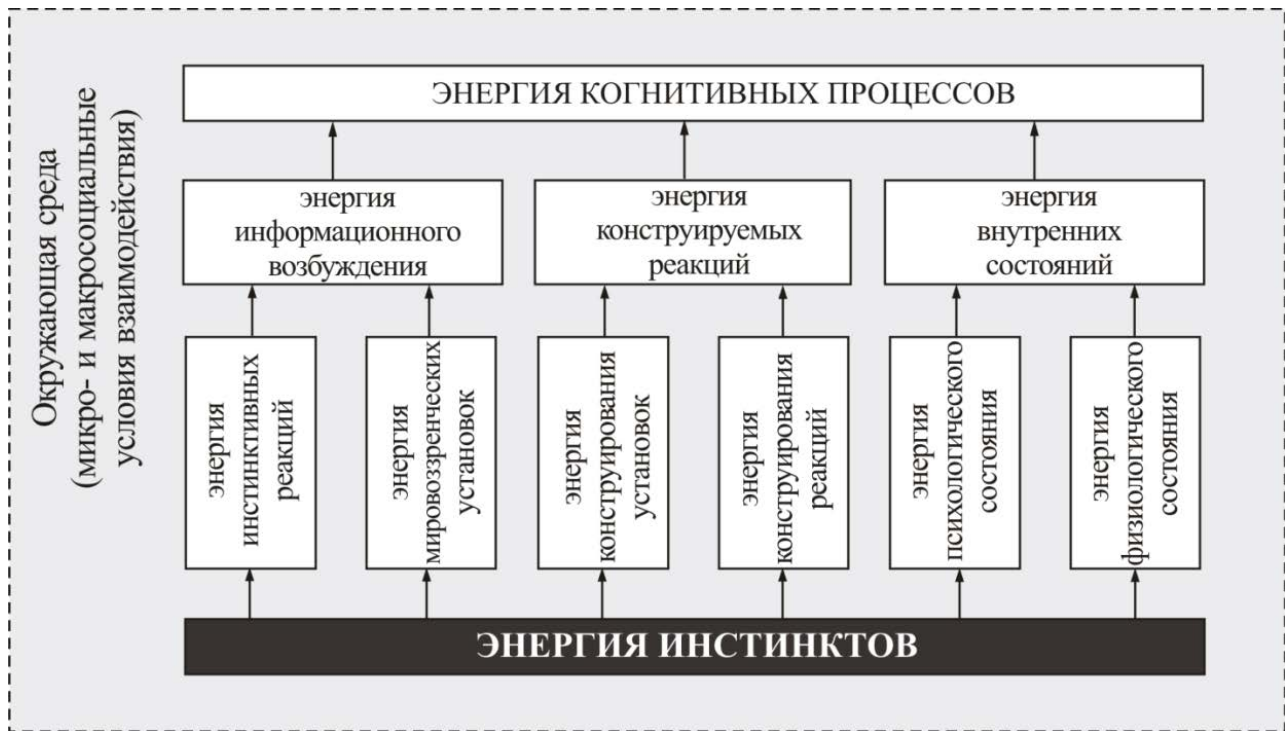 Окружающая среда
(микро- и макросоциальные
условия взаимодействия)
ЭНЕРГИЯ КОГНИТИВНЫХ ПРОЦЕССОВ
энергия
информационного
возбуждения
энергия
конструируемых
реакций
энергия
внутренних
состояний
энергия
инстинктивных
реакций
энергия
мировоззренческих
установок
энергия
конструирования
установок
энергия
конструирования
реакций
энергия
психологического
состояния
энергия
физиологического
состояния
ЭНЕРГИЯ ИНСТИНКТОВ